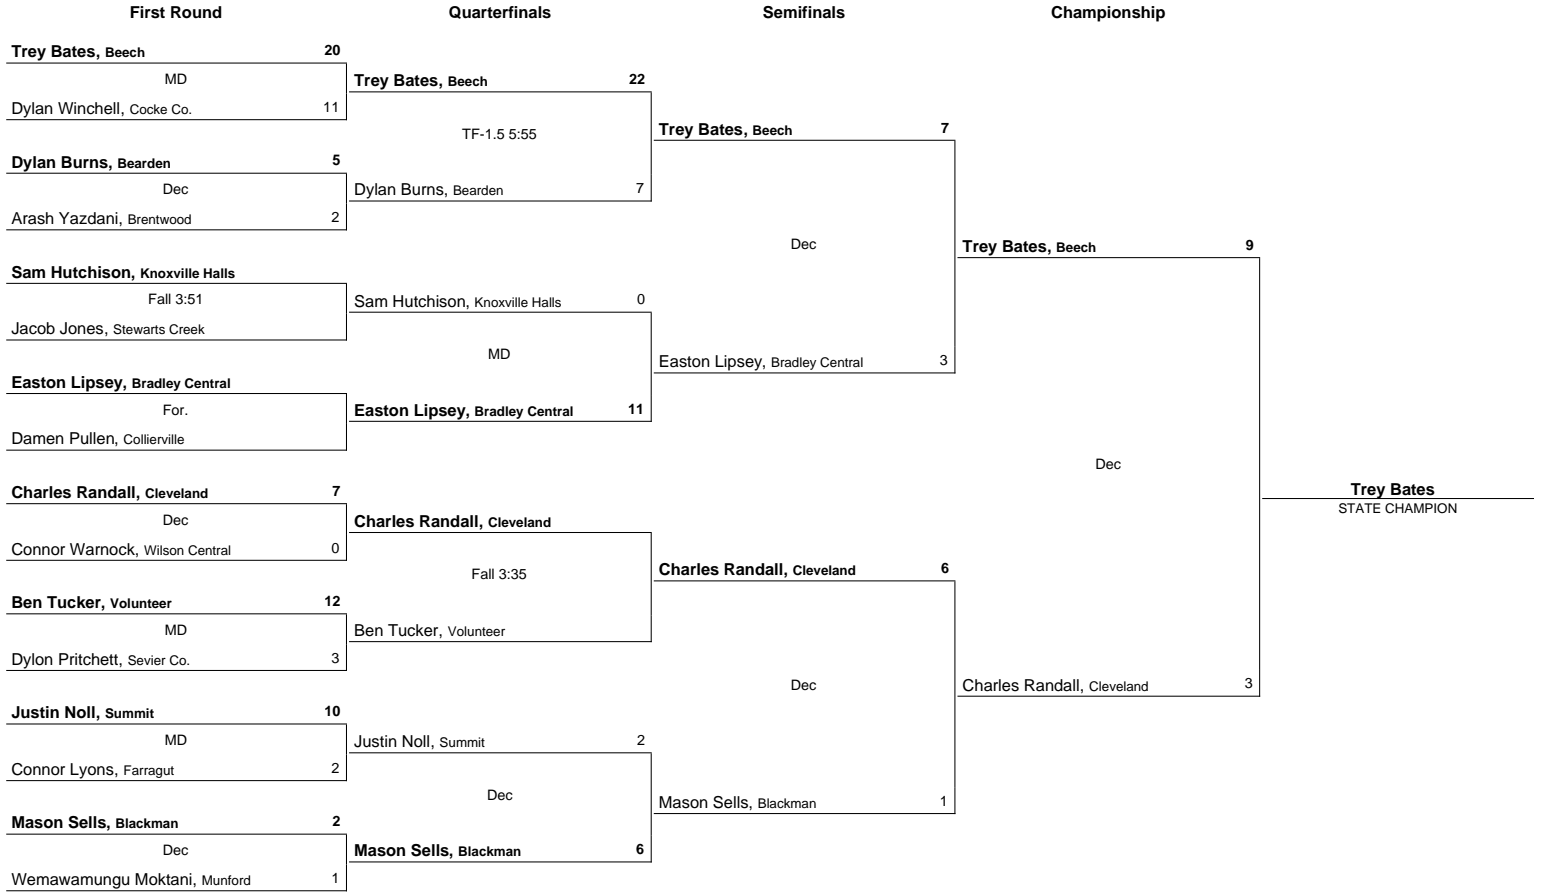 First Round Quarterfinals Semifinals Championship
Trey Bates, Beech 20
MD
Dylan Winchell, Cocke Co. 11
Dylan Burns, Bearden 5
Dec
Arash Yazdani, Brentwood 2
Sam Hutchison, Knoxville Halls
Fall 3:51
Jacob Jones, Stewarts Creek
Easton Lipsey, Bradley Central
For.
Damen Pullen, Collierville
Charles Randall, Cleveland 7
Dec
Connor Warnock, Wilson Central 0
Ben Tucker, Volunteer 12
MD
Dylon Pritchett, Sevier Co. 3
Justin Noll, Summit 10
MD
Connor Lyons, Farragut 2
Mason Sells, Blackman 2
Dec
Wemawamungu Moktani, Munford 1
Trey Bates, Beech 22
TF-1.5 5:55
Dylan Burns, Bearden 7
Sam Hutchison, Knoxville Halls 0
MD
Easton Lipsey, Bradley Central 11
Charles Randall, Cleveland
Fall 3:35
Ben Tucker, Volunteer
Justin Noll, Summit 2
Dec
Mason Sells, Blackman 6
Trey Bates, Beech 7
Dec
Easton Lipsey, Bradley Central 3
Charles Randall, Cleveland 6
Dec
Mason Sells, Blackman 1
Trey Bates, Beech 9
Dec
Charles Randall, Cleveland 3
Trey Bates
STATE CHAMPION